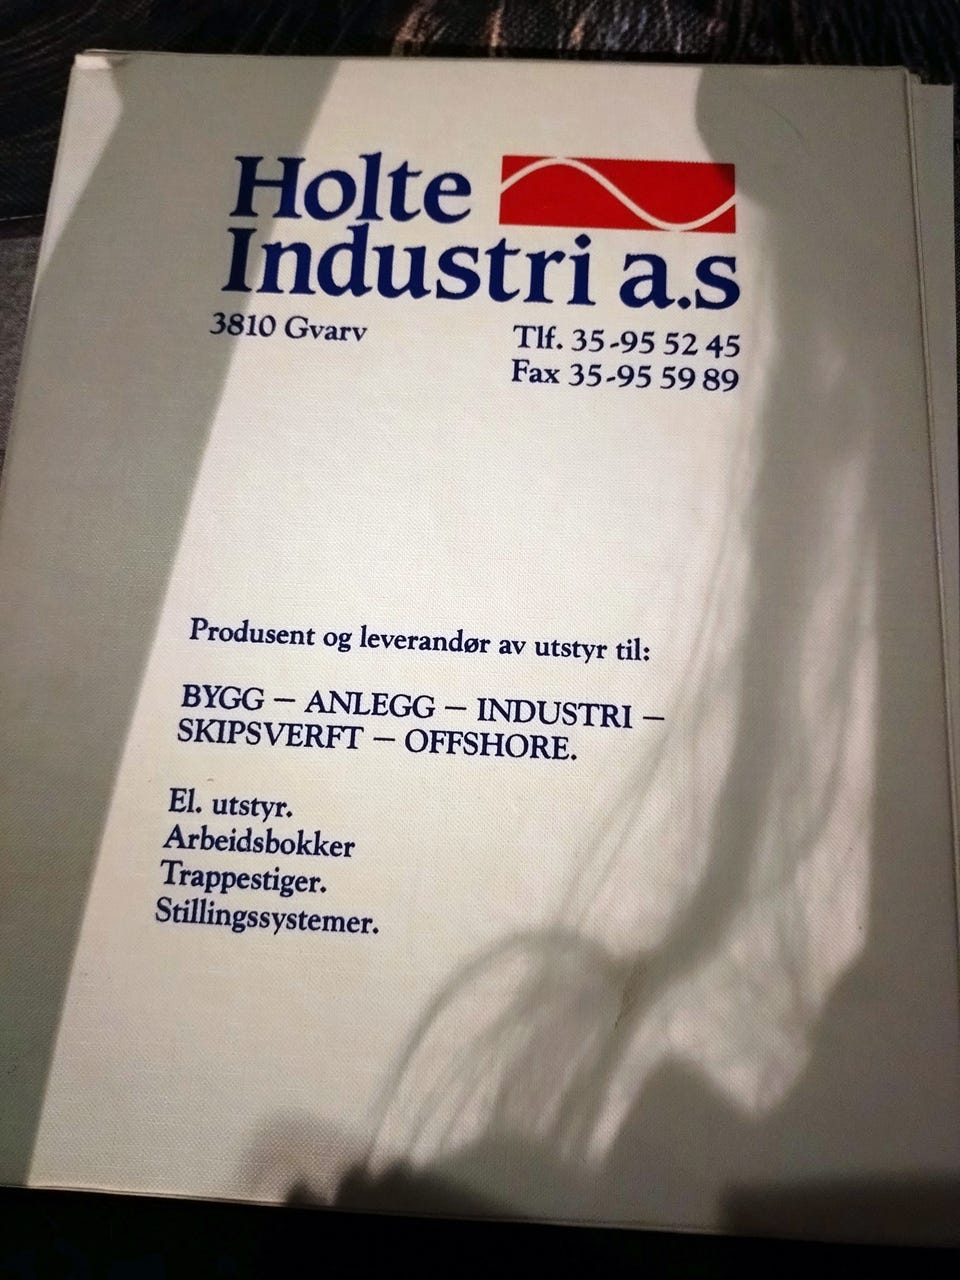 Holte
Industri a.s
3810 Gvarv
Tlf. 35-95 52 45
Fax 35-95 59 89
Produsent og leverandør av utstyr til:
BYGG – ANLEGG – INDUSTRI –
SKIPSVERFT – OFFSHORE.
El. utstyr.
Arbeidsbokker
Trappestiger.
Stillingssystemer.